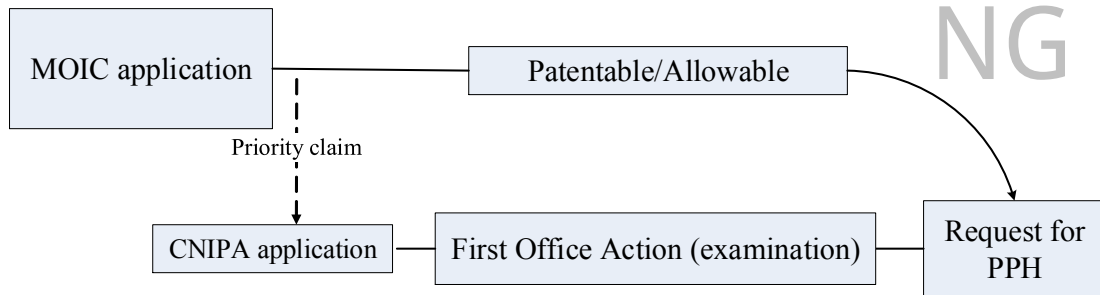 NG
MOIC application
Patentable/Allowable
Priority claim
CNIPA application
First Office Action (examination)
Request for
PPH